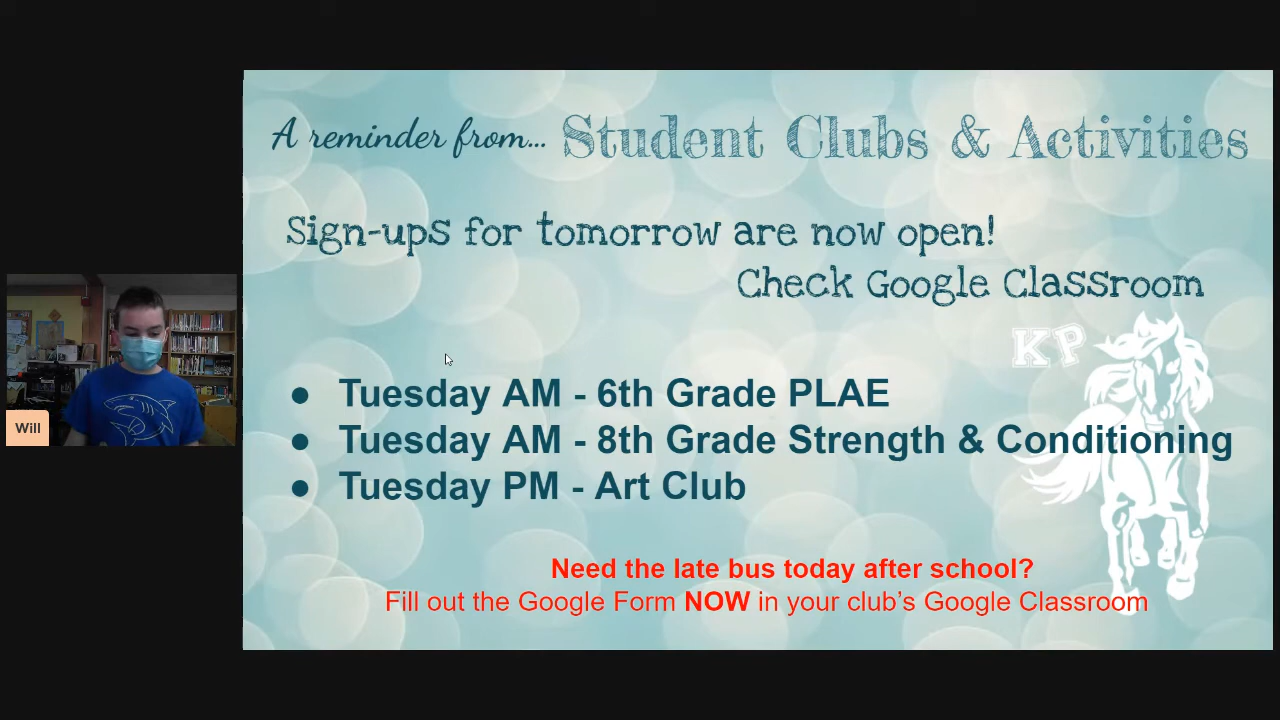 A reminder from... Student Clubs & Activities
Sign-ups for tomorrow are now open!
Check Google Classroom
KP
● Tuesday AM - 6th Grade PLAE
● Tuesday AM - 8th Grade Strength & Conditioning
● Tuesday PM - Art Club
Need the late bus today after school?
Fill out the Google Form NOW in your club's Google Classroom
Will